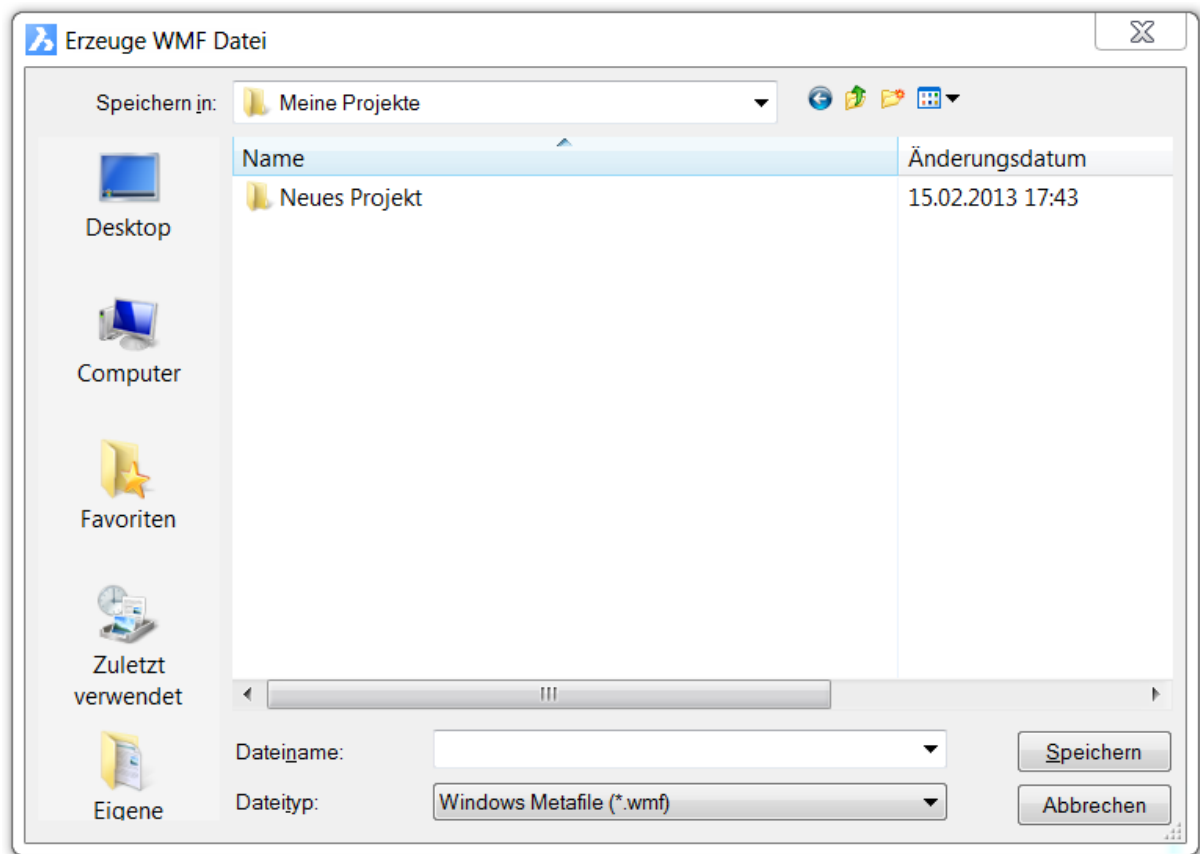 Erzeuge WMF Datei
Speichern in: Meine Projekte
Name Änderungsdatum
Neues Projekt 15.02.2013 17:43
Desktop
Computer
Favoriten
Zuletzt
verwendet
Eigene
Dateiname: Speichern
Dateityp: Windows Metafile (*.wmf) Abbrechen